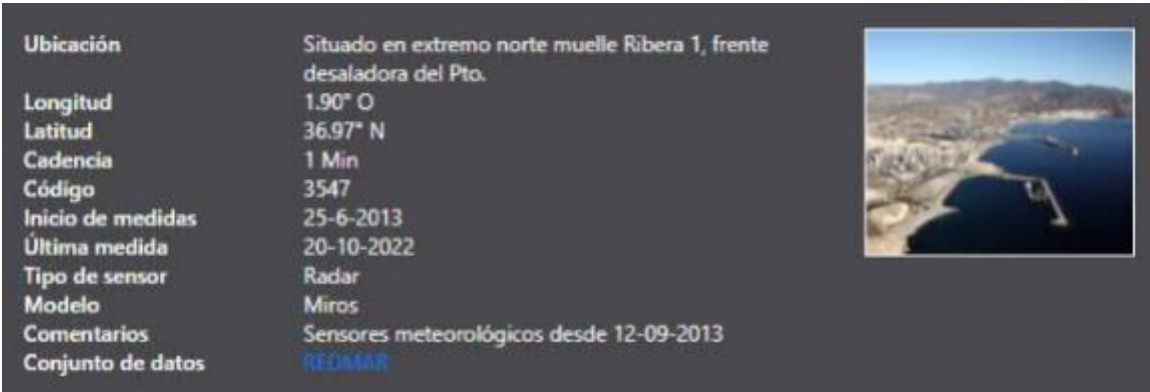 Ubicación Situado en extremo norte muelle Ribera 1, frente
desaladora del Pto.
Longitud 1.90° O
Latitud 36.97° N
Cadencia 1 Min
Código 3547
Inicio de medidas 25-6-2013
Última medida 20-10-2022
Tipo de sensor Radar
Modelo Miros
Comentarios Sensores meteorológicos desde 12-09-2013
Conjunto de datos REDMAR